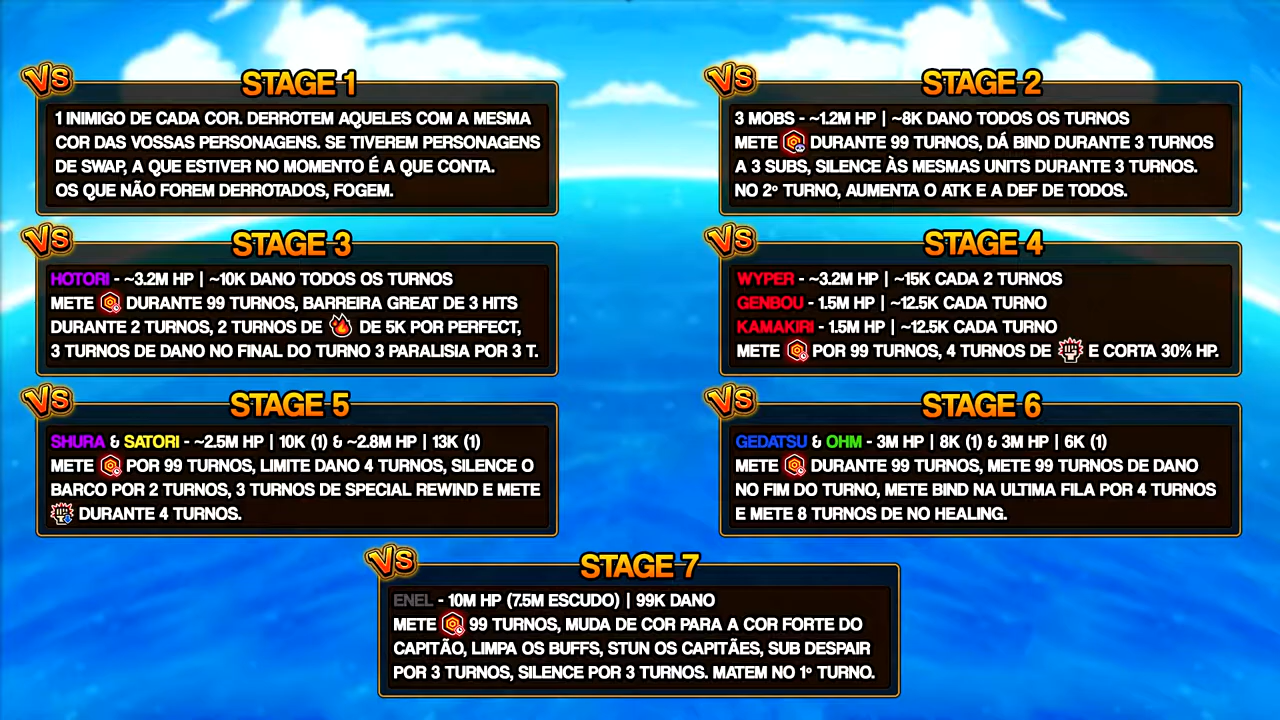 VS
STAGE 1
1 INIMIGO DE CADA COR. DERROTEM AQUELES COM A MESMA
COR DAS VOSSAS PERSONAGENS. SE TIVEREM PERSONAGENS
DE SWAP, A QUE ESTIVER NO MOMENTO É A QUE CONTA.
OS QUE NÃO FOREM DERROTADOS, FOGEM.
VS
STAGE 2
3 MOBS - ~1.2M HP | ~8K DANO TODOS OS TURNOS
METE DURANTE 99 TURNOS, DÁ BIND DURANTE 3 TURNOS
A 3 SUBS, SILENCE ÀS MESMAS UNITS DURANTE 3 TURNOS.
NO 2º TURNO, AUMENTA O ATK E A DEF DE TODOS.
VS
STAGE 3
HOTORI - ~3.2M HP | ~10K DANO TODOS OS TURNOS
METE DURANTE 99 TURNOS, BARREIRA GREAT DE 3 HITS
DURANTE 2 TURNOS, 2 TURNOS DE DE 5K POR PERFECT,
3 TURNOS DE DANO NO FINAL DO TURNO 3 PARALISIA POR 3 T.
VS
STAGE 4
WYPER - ~3.2M HP | ~15K CADA 2 TURNOS
GENBOU - 1.5M HP | ~12.5K CADA TURNO
KAMAKIRI - 1.5M HP | ~12.5K CADA TURNO
METE POR 99 TURNOS, 4 TURNOS DE E CORTA 30% HP.
VS
STAGE 5
SHURA & SATORI - ~2.5M HP | 10K (1) & ~2.8M HP | 13K (1)
METE POR 99 TURNOS, LIMITE DANO 4 TURNOS, SILENCE O
BARCO POR 2 TURNOS, 3 TURNOS DE SPECIAL REWIND E METE
DURANTE 4 TURNOS.
VS
STAGE 6
GEDATSU & OHM - 3M HP | 8K (1) & 3M HP | 6K (1)
METE DURANTE 99 TURNOS, METE 99 TURNOS DE DANO
NO FIM DO TURNO, METE BIND NA ULTIMA FILA POR 4 TURNOS
E METE 8 TURNOS DE NO HEALING.
VS
STAGE 7
ENEL - 10M HP (7.5M ESCUDO) | 99K DANO
METE 99 TURNOS, MUDA DE COR PARA A COR FORTE DO
CAPITÃO, LIMPA OS BUFFS, STUN OS CAPITÃES, SUB DESPAIR
POR 3 TURNOS, SILENCE POR 3 TURNOS. MATEM NO 1º TURNO.